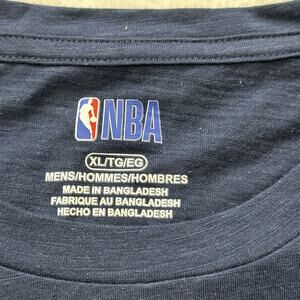 NBA
XL/TG/EG
MENS/HOMMES/HOMBRES
MADE IN BANGLADESH
FABRIQUE AU BANGLADESH
HECHO EN BANGLADESH